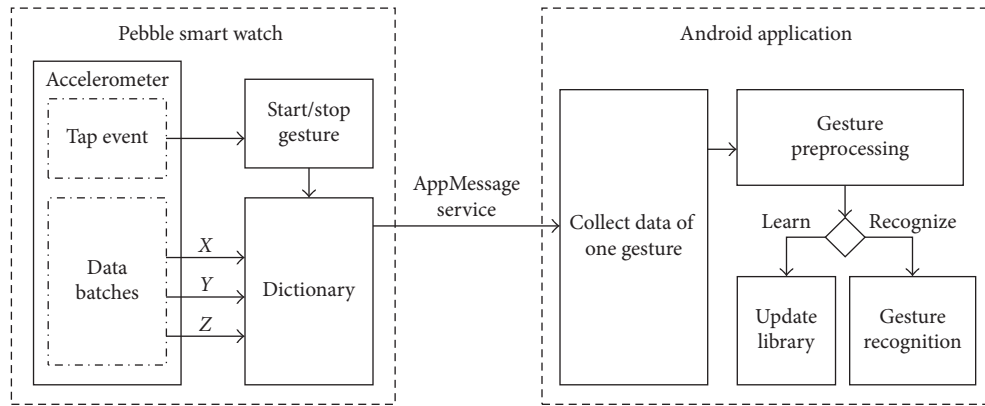 Pebble smart watch
Accelerometer
Tap event
Start/stop
gesture
Data
batches
X
Y
Z
Dictionary
AppMessage
service
Android application
Collect data of
one gesture
Gesture
preprocessing
Learn
Recognize
Update
library
Gesture
recognition